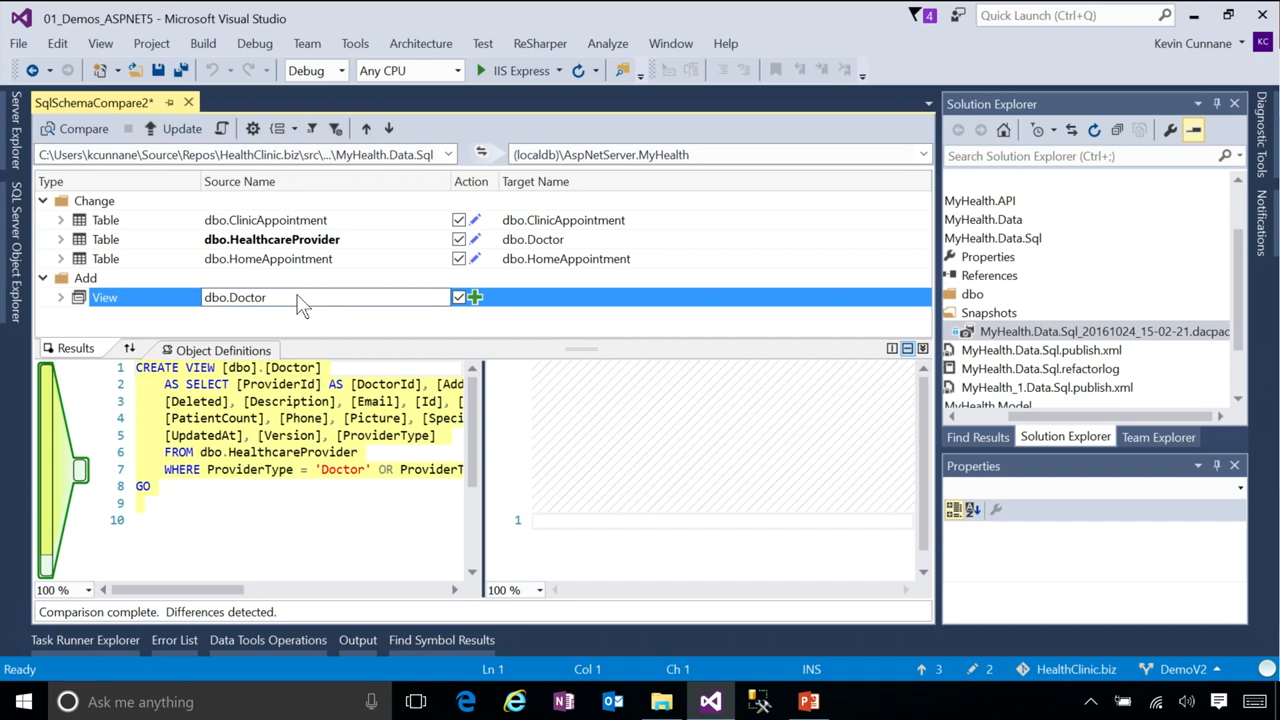 01_Demos_ASPNET5 - Microsoft Visual Studio
4
Quick Launch (Ctrl+Q)
File Edit View Project Build Debug Team Tools Architecture Test ReSharper Analyze Window Help
Kevin Cunnane
KC
Debug Any CPU IIS Express
Server Explorer
SQL Server Object Explorer
SqlSchemaCompare2*
Compare Update
C:\Users\kcunnane\Source\Repos\HealthClinic.biz\src\...\MyHealth.Data.Sql
(localdb)\AspNetServer.MyHealth
Type Source Name Action Target Name
Change
Table dbo.ClinicAppointment dbo.ClinicAppointment
Table dbo.HealthcareProvider dbo.Doctor
Table dbo.HomeAppointment dbo.HomeAppointment
Add
View dbo.Doctor
Results Object Definitions
1 CREATE VIEW [dbo].[Doctor]
2 AS SELECT [ProviderId] AS [DoctorId], [Add
3 [Deleted], [Description], [Email], [Id], [
4 [PatientCount], [Phone], [Picture], [Speci
5 [UpdatedAt], [Version], [ProviderType]
6 FROM dbo.HealthcareProvider
7 WHERE ProviderType = 'Doctor' OR ProviderT
8 GO
9
10
1
100 %
100 %
Comparison complete. Differences detected.
Solution Explorer
Search Solution Explorer (Ctrl+;)
MyHealth.API
MyHealth.Data
MyHealth.Data.Sql
Properties
References
dbo
Snapshots
MyHealth.Data.Sql_20161024_15-02-21.dacpac
MyHealth.Data.Sql.publish.xml
MyHealth.Data.Sql.refactorlog
MyHealth_1.Data.Sql.publish.xml
MyHealth.Model
Find Results Solution Explorer Team Explorer
Properties
Diagnostic Tools
Notifications
Task Runner Explorer Error List Data Tools Operations Output Find Symbol Results
Ready Ln 1 Col 1 Ch 1 INS 3 2 HealthClinic.biz DemoV2
Ask me anything